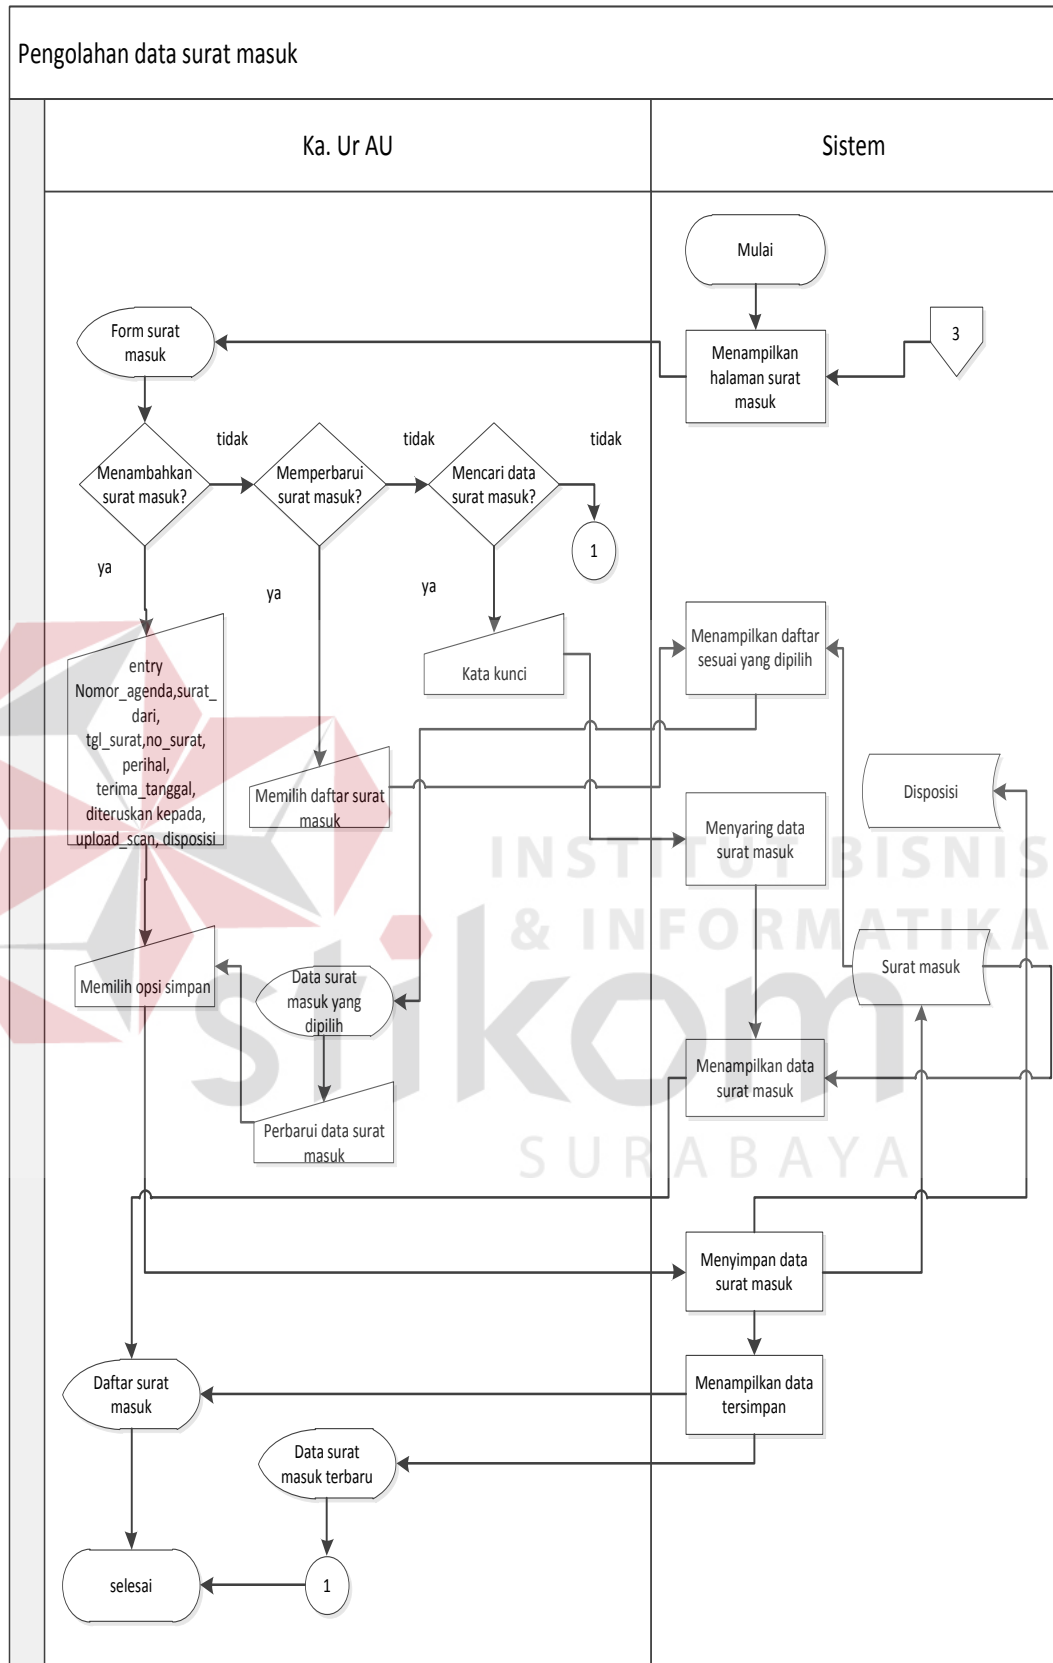 Pengolahan data surat masuk
Ka. Ur AU
Sistem
Mulai
Form surat
masuk
Menampilkan
halaman surat
masuk
3
Menambahkan
surat masuk?
tidak
Memperbarui
surat masuk?
tidak
Mencari data
surat masuk?
tidak
1
ya
ya
ya
entry
Nomor_agenda,surat_
dari,
tgl_surat,no_surat,
perihal,
terima_tanggal,
diteruskan kepada,
upload_scan, disposisi
Kata kunci
Menampilkan daftar
sesuai yang dipilih
Memilih daftar surat
masuk
Menyaring data
surat masuk
Disposisi
INSTITUT BISNIS
& INFORMATIKA
stikom
SURABAYA
Memilih opsi simpan
Data surat
masuk yang
dipilih
Surat masuk
Menampilkan data
surat masuk
Perbarui data surat
masuk
Menyimpan data
surat masuk
Daftar surat
masuk
Menampilkan data
tersimpan
Data surat
masuk terbaru
selesai
1